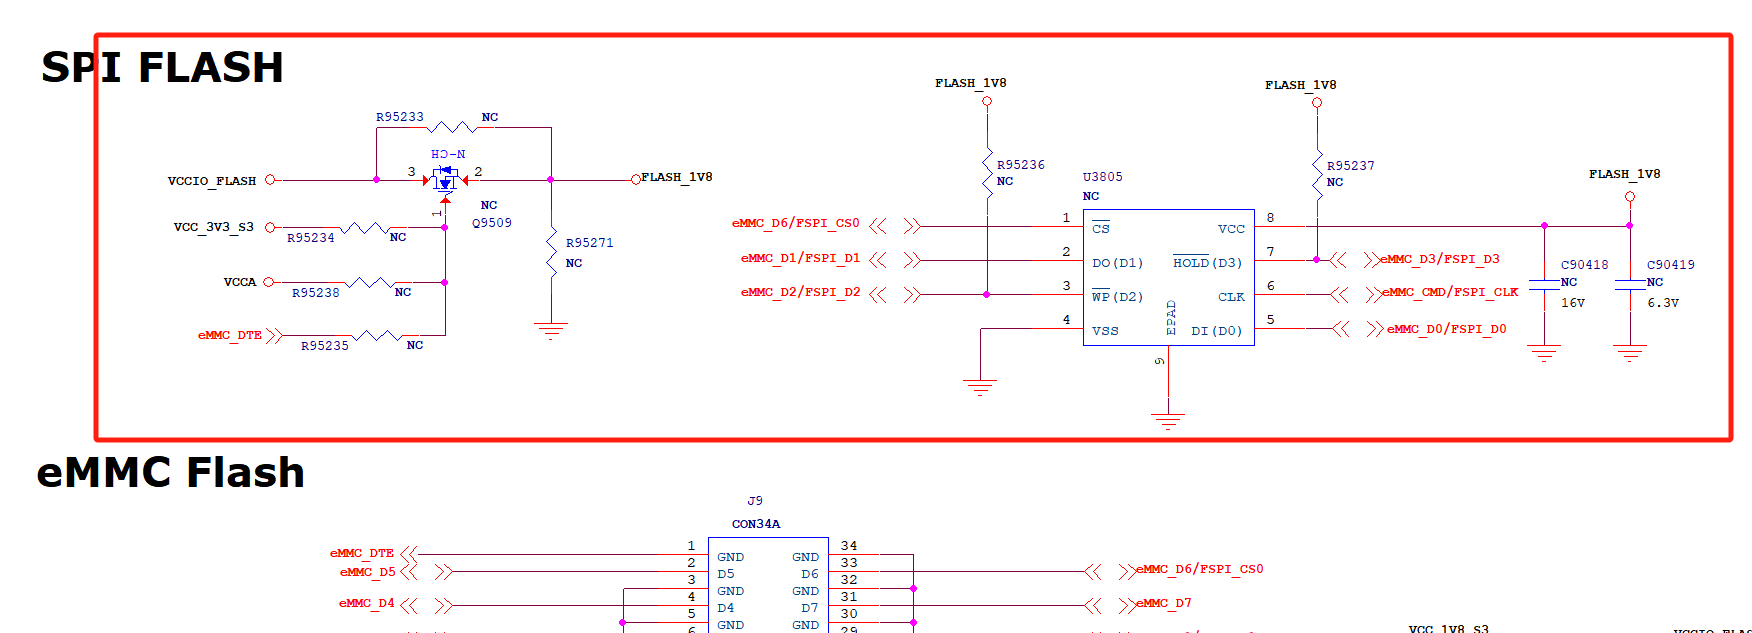 SPI FLASH
FLASH_1V8
FLASH_1V8
R95233
NC
N-CH
3
2
VCCIO_FLASH
FLASH_1V8
1
NC
Q9509
VCC_3V3_S3
R95234
NC
R95271
NC
VCCA
R95238
NC
eMMC_DTE
R95235
NC
R95236
NC
R95237
NC
U3805
NC
FLASH_1V8
eMMC_D6/FSPI_CS0
1
CS
VCC
8
eMMC_D1/FSPI_D1
2
DO(D1)
HOLD(D3)
7
eMMC_D3/FSPI_D3
eMMC_D2/FSPI_D2
3
WP(D2)
CLK
6
eMMC_CMD/FSPI_CLK
4
VSS
EPAD
DI(D0)
5
eMMC_D0/FSPI_D0
9
C90418
NC
16V
C90419
NC
6.3V
eMMC Flash
J9
CON34A
eMMC_DTE
1
GND
GND
34
eMMC_D5
2
D5
D6
33
eMMC_D6/FSPI_CS0
3
GND
GND
32
eMMC_D4
4
D4
D7
31
eMMC_D7
5
GND
GND
30
6
29
VCC_1V8_S3